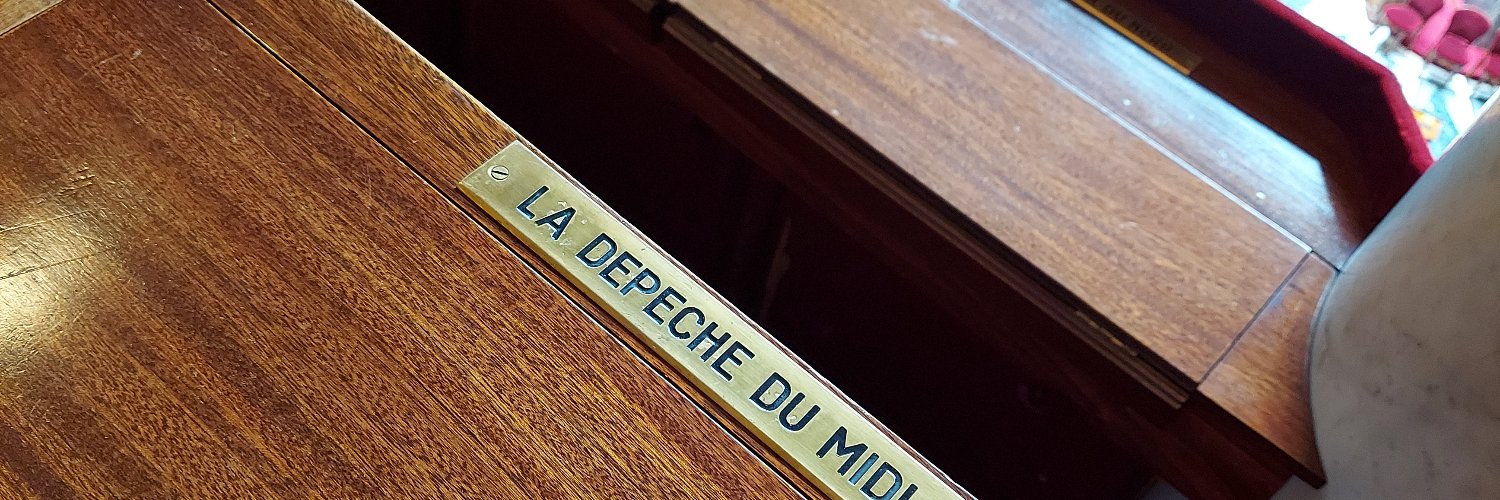 LA DEPECHE DU MIDI